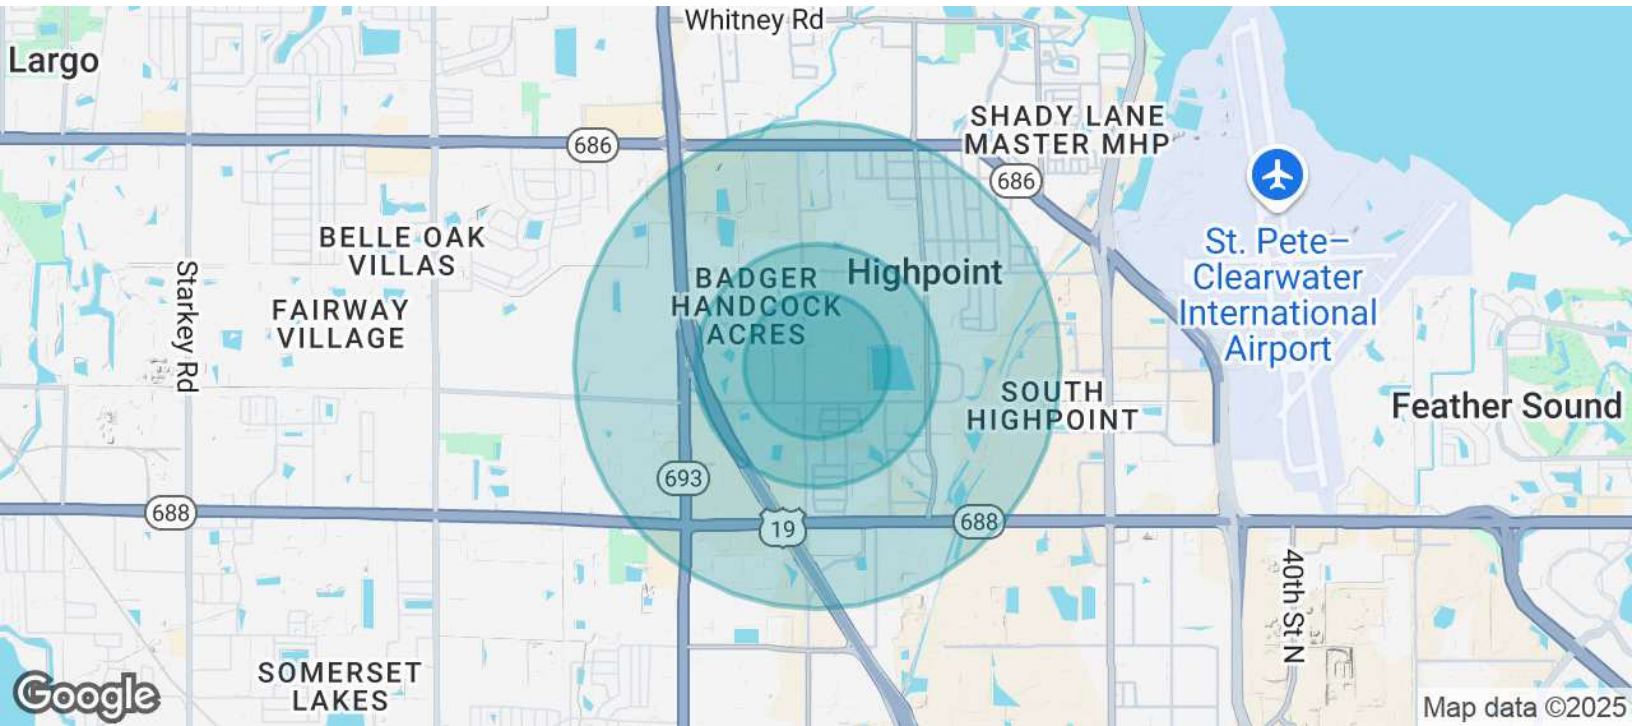 Whitney Rd
Largo
SHADY LANE
MASTER MHP
686
686
BELLE OAK
VILLAS
St. Pete–
Clearwater
International
Airport
Starkey Rd
BADGER
HANDCOCK
ACRES
Highpoint
FAIRWAY
VILLAGE
SOUTH
HIGHPOINT
Feather Sound
693
688
19
688
40th St N
SOMERSET
LAKES
Google
Map data ©2025